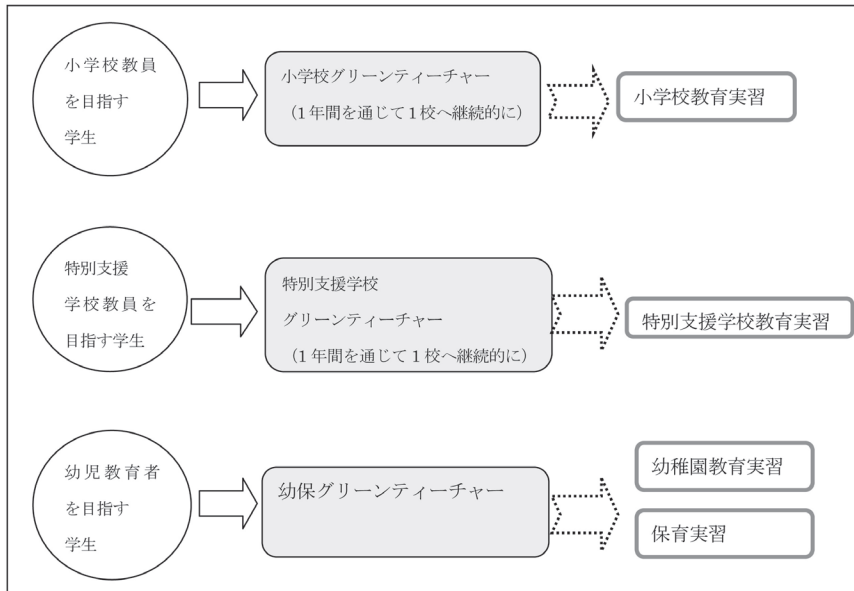 小学校教員
を目指す
学生
小学校グリーンティーチャー
（1年間を通じて1校へ継続的に）
小学校教育実習
特別支援
学校教員を
目指す学生
特別支援学校
グリーンティーチャー
（1年間を通じて1校へ継続的に）
特別支援学校教育実習
幼児教育者
を目指す
学生
幼保グリーンティーチャー
幼稚園教育実習
保育実習